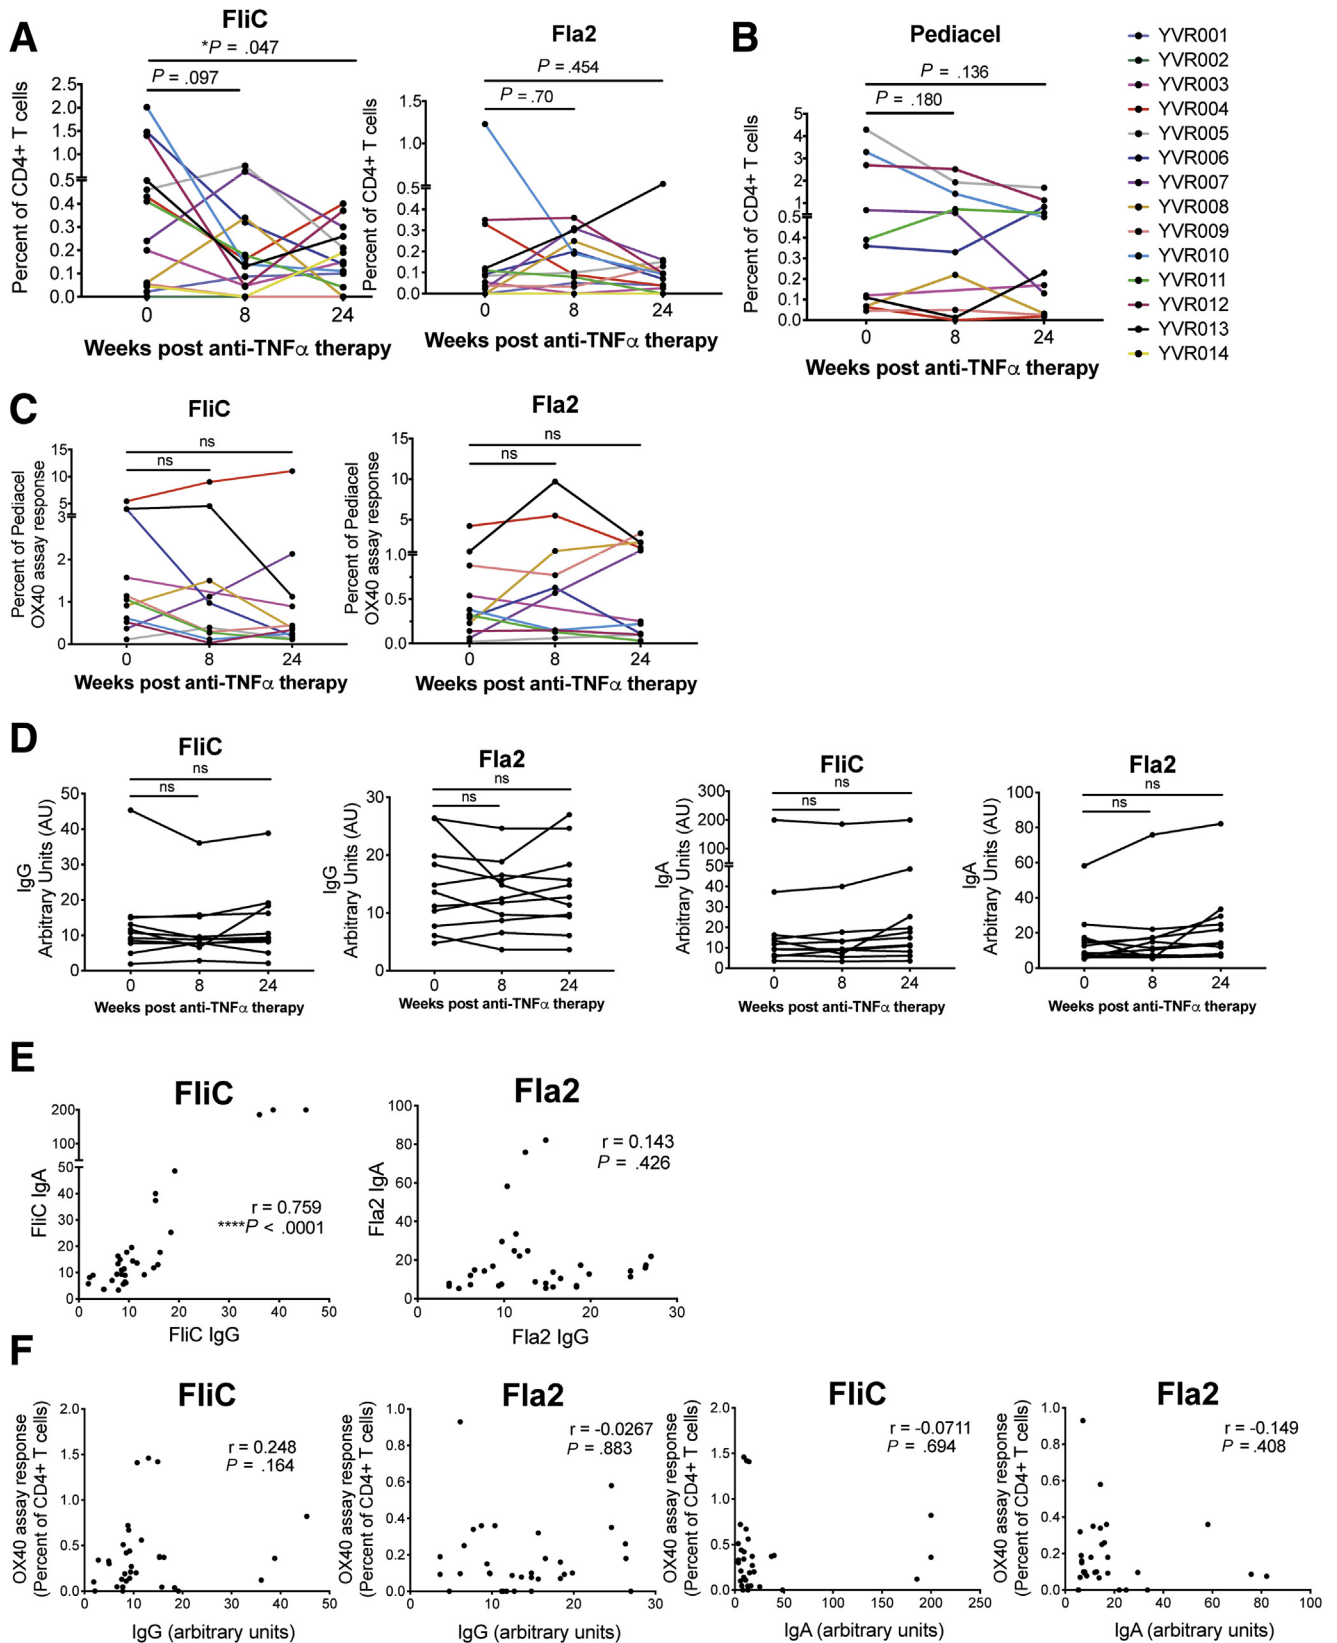 A
FliC
*P = .047
P = .097
Percent of CD4+ T cells
2.5
2.0
1.5
1.0
0.5
0.4
0.3
0.2
0.1
0.0
0 8 24
Weeks post anti-TNFα therapy
Fla2
P = .454
P = .70
Percent of CD4+ T cells
1.5
1.0
0.5
0.4
0.3
0.2
0.1
0.0
0 8 24
Weeks post anti-TNFα therapy
B
Pediacel
P = .136
P = .180
Percent of CD4+ T cells
5
4
3
2
1
0.5
0.4
0.3
0.2
0.1
0.0
0 8 24
Weeks post anti-TNFα therapy
YVR001
YVR002
YVR003
YVR004
YVR005
YVR006
YVR007
YVR008
YVR009
YVR010
YVR011
YVR012
YVR013
YVR014
C
FliC
ns
ns
Percent of Pediacel
OX40 assay response
15
10
5
3
2
1
0
0 8 24
Weeks post anti-TNFα therapy
Fla2
ns
ns
Percent of Pediacel
OX40 assay response
15
10
5
1.0
0.5
0.0
0 8 24
Weeks post anti-TNFα therapy
D
FliC
ns
ns
IgG
Arbitrary Units (AU)
50
40
30
20
10
0
0 8 24
Weeks post anti-TNFα therapy
Fla2
ns
ns
IgG
Arbitrary Units (AU)
30
20
10
0
0 8 24
Weeks post anti-TNFα therapy
FliC
ns
ns
IgA
Arbitrary Units (AU)
300
200
100
50
40
30
20
10
0
0 8 24
Weeks post anti-TNFα therapy
Fla2
ns
ns
IgA
Arbitrary Units (AU)
100
80
60
40
20
0
0 8 24
Weeks post anti-TNFα therapy
E
FliC
FliC IgA
200
100
50
40
30
20
10
0
r = 0.759
****P < .0001
0 10 20 30 40 50
FliC IgG
Fla2
Fla2 IgA
100
80
60
40
20
0
r = 0.143
P = .426
0 10 20 30
Fla2 IgG
F
FliC
OX40 assay response
(Percent of CD4+ T cells)
2.0
1.5
1.0
0.5
0.0
r = 0.248
P = .164
0 10 20 30 40 50
IgG (arbitrary units)
Fla2
OX40 assay response
(Percent of CD4+ T cells)
1.0
0.8
0.6
0.4
0.2
0.0
r = -0.0267
P = .883
0 10 20 30
IgG (arbitrary units)
FliC
OX40 assay response
(Percent of CD4+ T cells)
2.0
1.5
1.0
0.5
0.0
r = -0.0711
P = .694
0 50 100 150 200 250
IgA (arbitrary units)
Fla2
OX40 assay response
(Percent of CD4+ T cells)
1.0
0.8
0.6
0.4
0.2
0.0
r = -0.149
P = .408
0 20 40 60 80 100
IgA (arbitrary units)